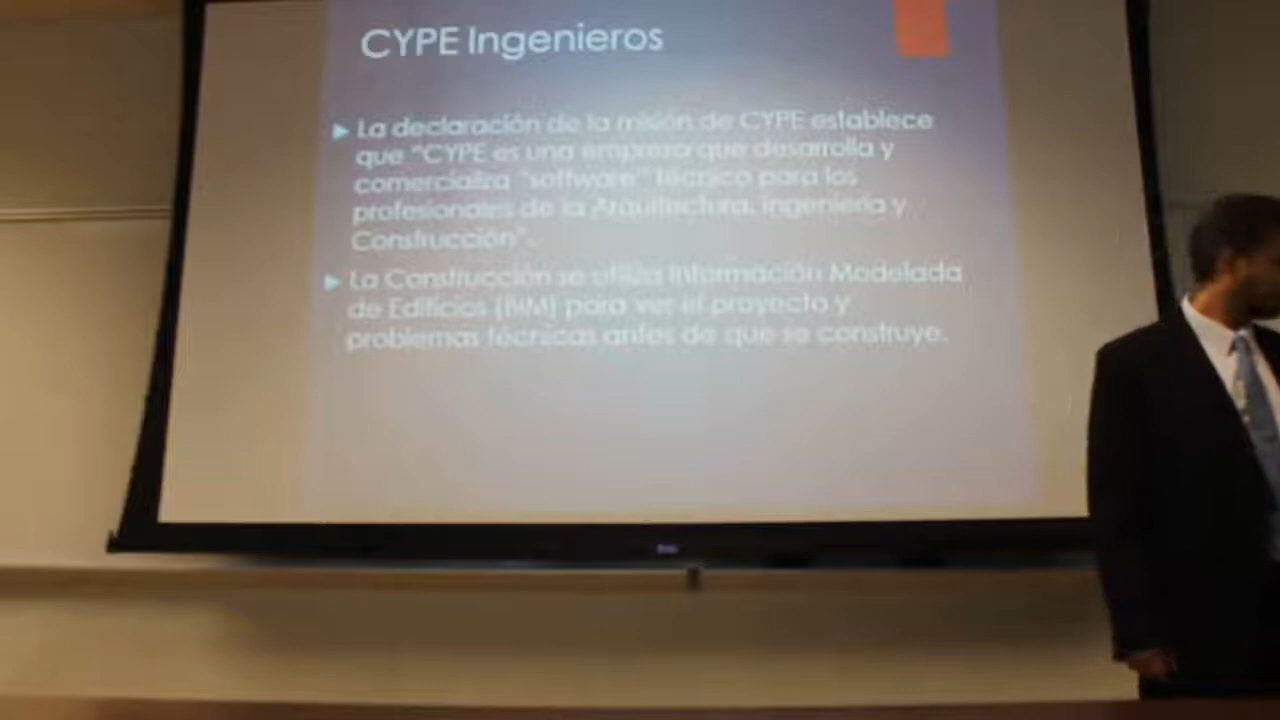 CYPE Ingenieros
La declaración de la misión de CYPE establece
que "CYPE es una empresa que desarrolla y
comercializa "software" técnico para los
profesionales de la Arquitectura, Ingeniería y
Construcción".
La Construcción se utiliza Información Modelada
de Edificios (BIM) para ver el proyecto y
problemas técnicas antes de que se construye.